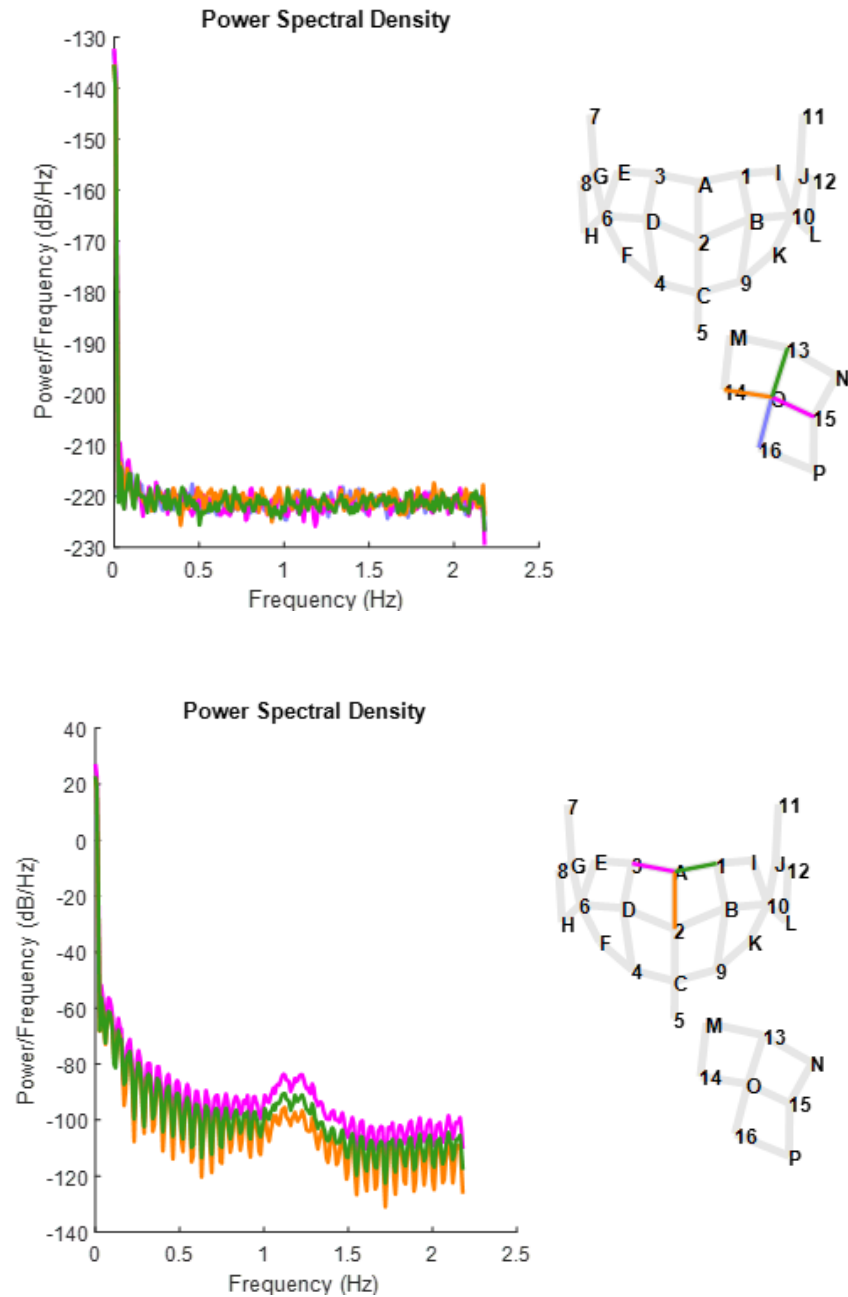 Power Spectral Density
-130
-140
-150
-160
-170
-180
-190
-200
-210
-220
-230
Power/Frequency (dB/Hz)
0 0.5 1 1.5 2 2.5
Frequency (Hz)
7 11
8 G E 3 A 1 I J 12
6 D 2 B 10 L
H F K
4 C 9
5 M 13
N
14 O 15
16 P
Power Spectral Density
40
20
0
-20
-40
-60
-80
-100
-120
-140
Power/Frequency (dB/Hz)
0 0.5 1 1.5 2 2.5
Frequency (Hz)
7 11
8 G E 3 A 1 I J 12
6 D 2 B 10 L
H F K
4 C 9
5 M 13
N
14 O 15
16 P